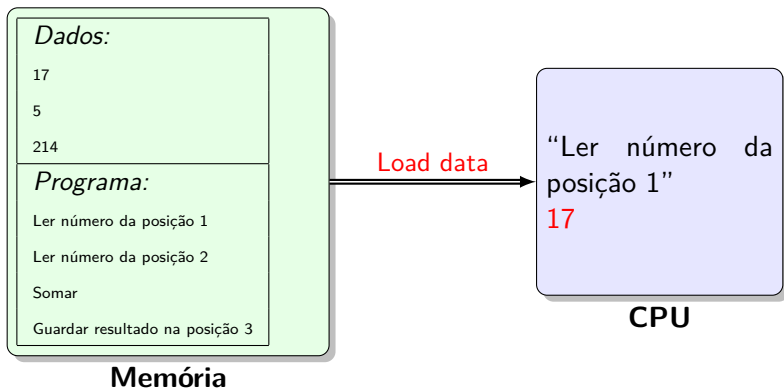 Dados:
17
5
214
Programa:
Ler número da posição 1
Ler número da posição 2
Somar
Guardar resultado na posição 3
Memória
Load data
“Ler número da
posição 1”
17
CPU